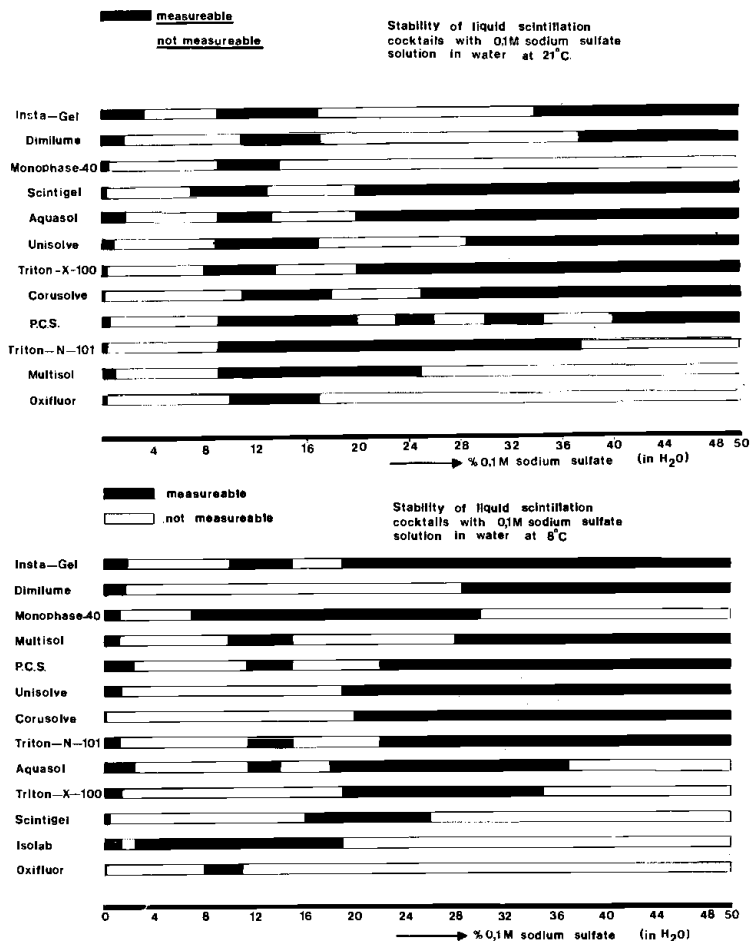 measureable
not measureable
Stability of liquid scintillation
cocktails with 0,1M sodium sulfate
solution in water at 21°C.
Insta-Gel
Dimilume
Monophase-40
Scintigel
Aquasol
Unisolve
Triton-X-100
Corusolve
P.C.S.
Triton-N-101
Multisol
Oxifluor
4 8 12 16 20 24 28 32 36 40 44 48 50
% 0,1M sodium sulfate (in H2O)
measureable
not measureable
Stability of liquid scintillation
cocktails with 0,1M sodium sulfate
solution in water at 8°C
Insta-Gel
Dimilume
Monophase-40
Multisol
P.C.S.
Unisolve
Corusolve
Triton-N-101
Aquasol
Triton-X-100
Scintigel
Isolab
Oxifluor
0 4 8 12 16 20 24 28 32 36 40 44 48 50
% 0,1M sodium sulfate (in H2O)